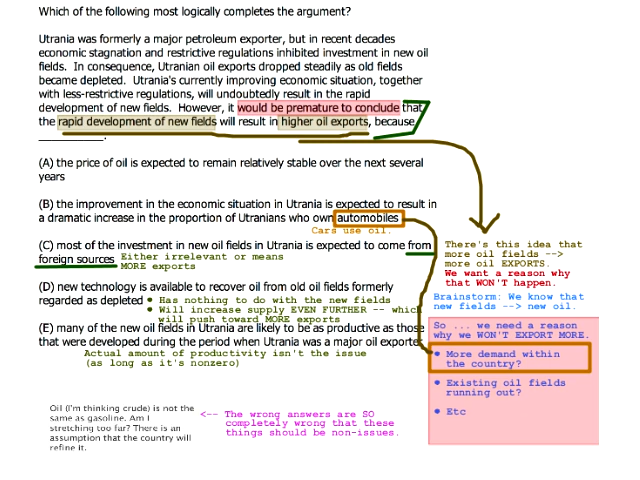 Which of the following most logically completes the argument?
Utrania was formerly a major petroleum exporter, but in recent decades
economic stagnation and restrictive regulations inhibited investment in new oil
fields. In consequence, Utranian oil exports dropped steadily as old fields
became depleted. Utrania's currently improving economic situation, together
with less-restrictive regulations, will undoubtedly result in the rapid
development of new fields. However, it would be premature to conclude that
the rapid development of new fields will result in higher oil exports, because
__________.
(A) the price of oil is expected to remain relatively stable over the next several
years
(B) the improvement in the economic situation in Utrania is expected to result in
a dramatic increase in the proportion of Utranians who own automobiles
Cars use oil.
(C) most of the investment in new oil fields in Utrania is expected to come from
foreign sources Either irrelevant or means
MORE exports
(D) new technology is available to recover oil from old oil fields formerly
regarded as depleted • Has nothing to do with the new fields
• Will increase supply EVEN FURTHER -- which
will push toward MORE EXPORTS
(E) many of the new oil fields in Utrania are likely to be as productive as those
that were developed during the period when Utrania was a major oil exporte
Actual amount of productivity isn't the issue
(as long as it's nonzero)
There's this idea that
more oil fields -->
more oil EXPORTS.
We want a reason why
that WON'T happen.
Brainstorm: We know that
new fields --> new oil.
So ... we need a reason
why we WON'T EXPORT MORE.
• More demand within
the country?
• Existing oil fields
running out?
• Etc
Oil (I'm thinking crude) is not the
same as gasoline. Am I
stretching too far? There is an
assumption that the country will
refine it.
<-- The wrong answers are SO
completely wrong that these
things should be non-issues.